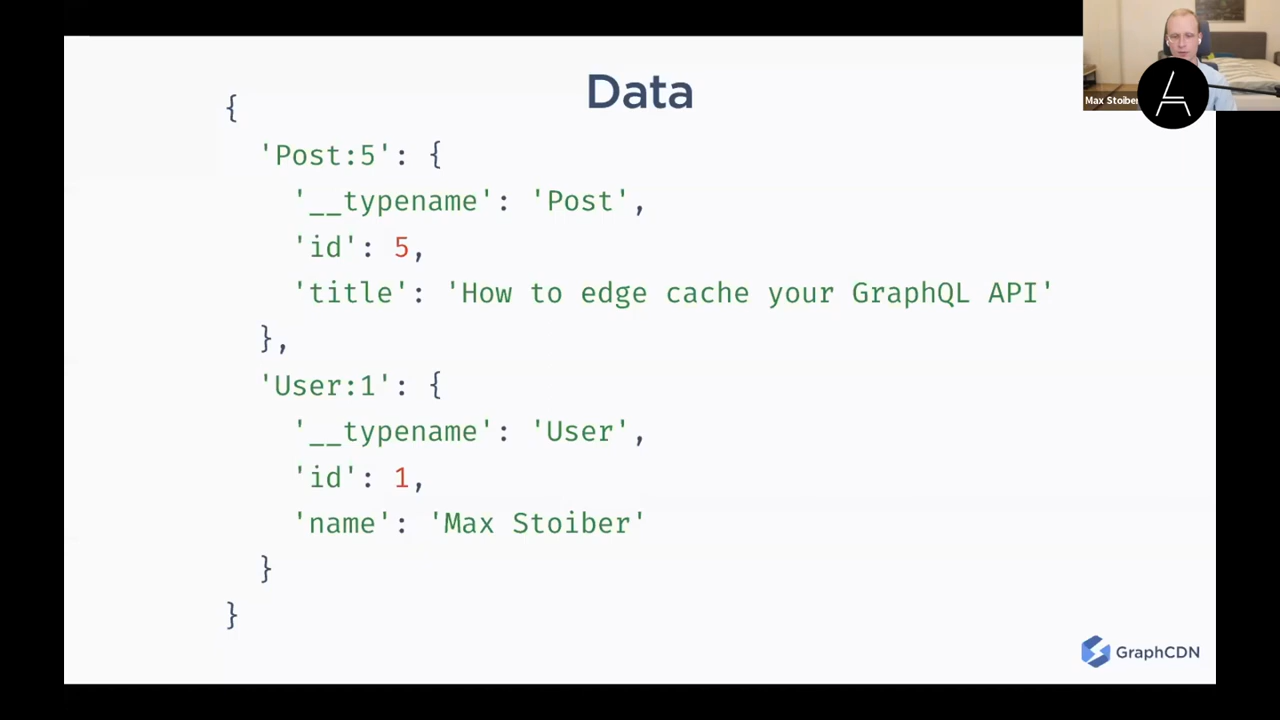 Data
{
'Post:5': {
'__typename': 'Post',
'id': 5,
'title': 'How to edge cache your GraphQL API'
},
'User:1': {
'__typename': 'User',
'id': 1,
'name': 'Max Stoiber'
}
}
GraphCDN
Max Stoiber